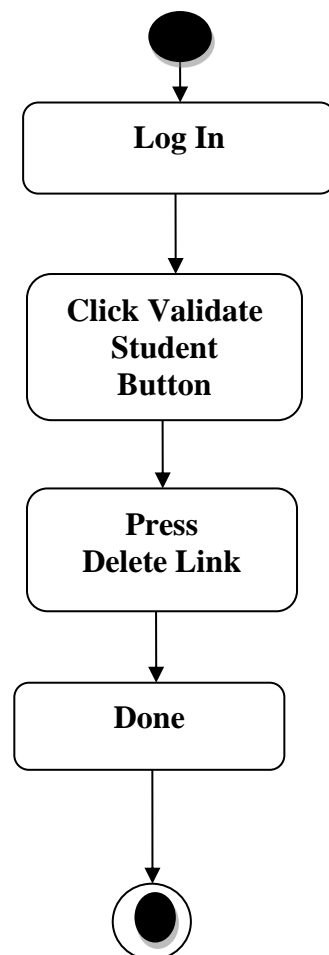 Log In
Click Validate
Student
Button
Press
Delete Link
Done